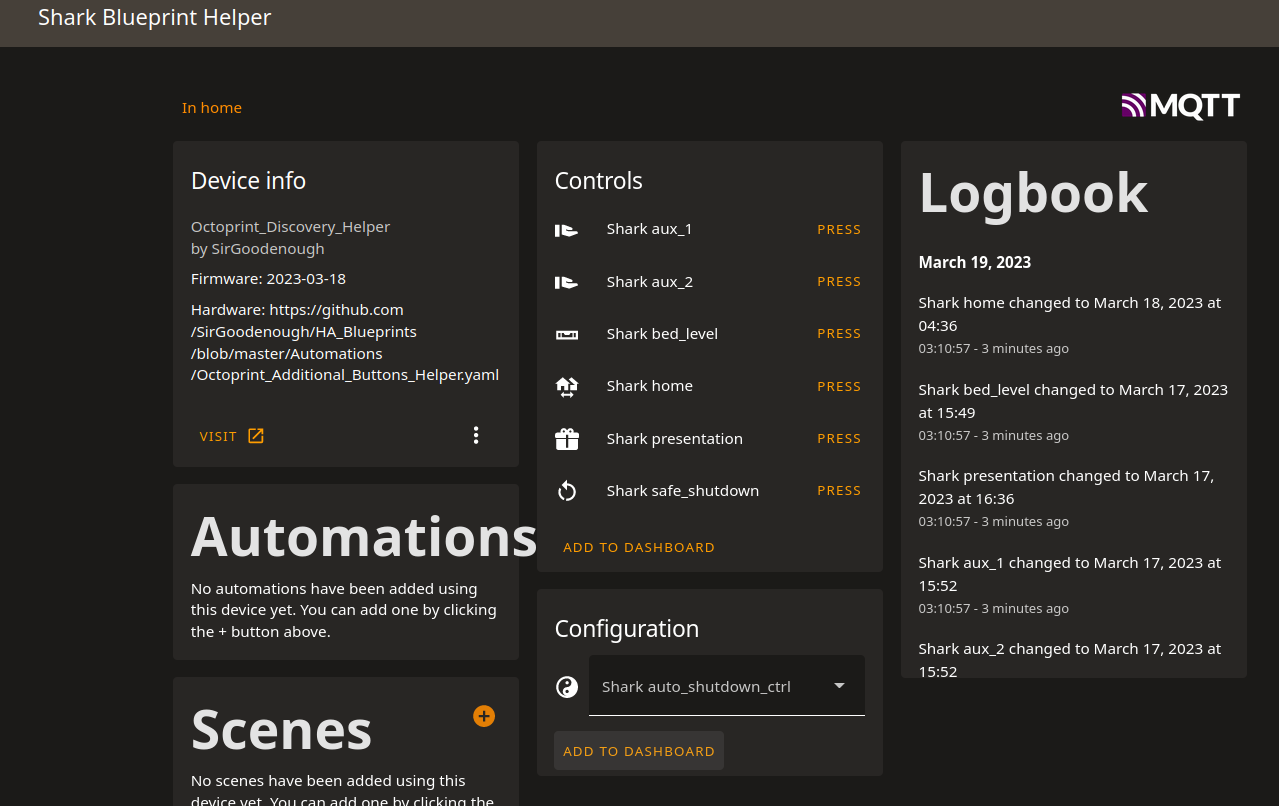 Shark Blueprint Helper
In home
MQTT
Device info
Octoprint_Discovery_Helper
by SirGoodenough
Firmware: 2023-03-18
Hardware: https://github.com
/SirGoodenough/HA_Blueprints
/blob/master/Automations
/Octoprint_Additional_Buttons_Helper.yaml
VISIT
Automations
No automations have been added using
this device yet. You can add one by clicking
the + button above.
Scenes
No scenes have been added using this
device yet. You can add one by clicking the
Controls
Shark aux_1 PRESS
Shark aux_2 PRESS
Shark bed_level PRESS
Shark home PRESS
Shark presentation PRESS
Shark safe_shutdown PRESS
ADD TO DASHBOARD
Configuration
Shark auto_shutdown_ctrl
ADD TO DASHBOARD
Logbook
March 19, 2023
Shark home changed to March 18, 2023 at
04:36
03:10:57 - 3 minutes ago
Shark bed_level changed to March 17, 2023
at 15:49
03:10:57 - 3 minutes ago
Shark presentation changed to March 17,
2023 at 16:36
03:10:57 - 3 minutes ago
Shark aux_1 changed to March 17, 2023 at
15:52
03:10:57 - 3 minutes ago
Shark aux_2 changed to March 17, 2023 at
15:52